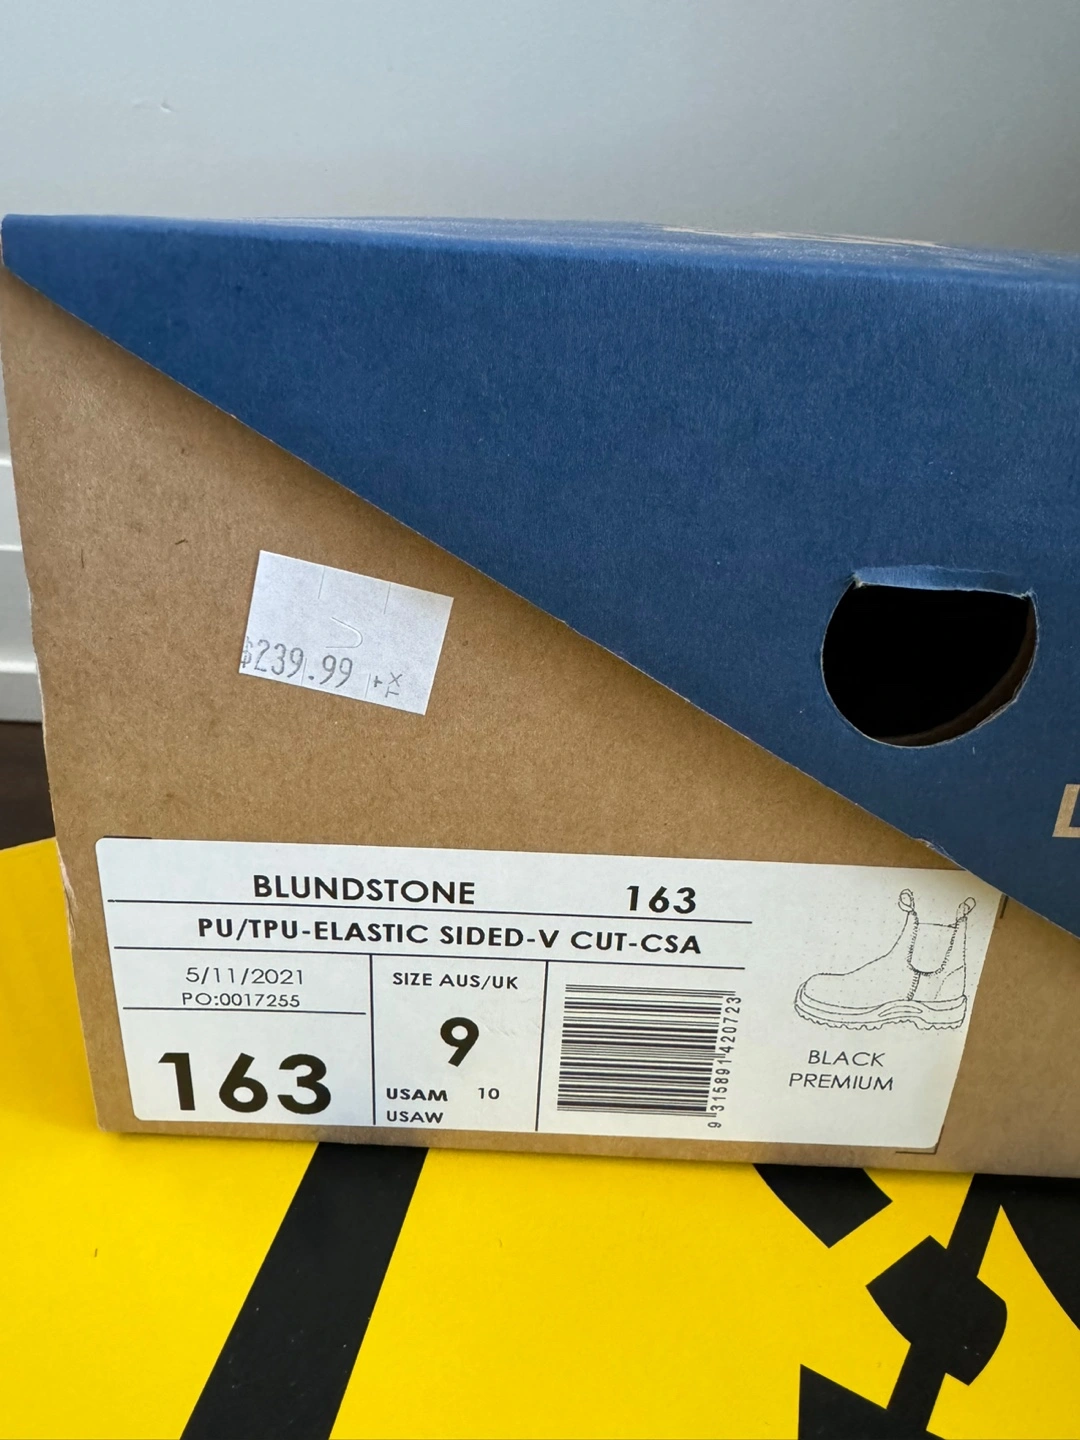 $239.99 +TX
BLUNDSTONE 163
PU/TPU-ELASTIC SIDED-V CUT-CSA
5/11/2021
PO:0017255
163
SIZE AUS/UK
9
USAM 10
USAW
9 315891 420723
BLACK
PREMIUM